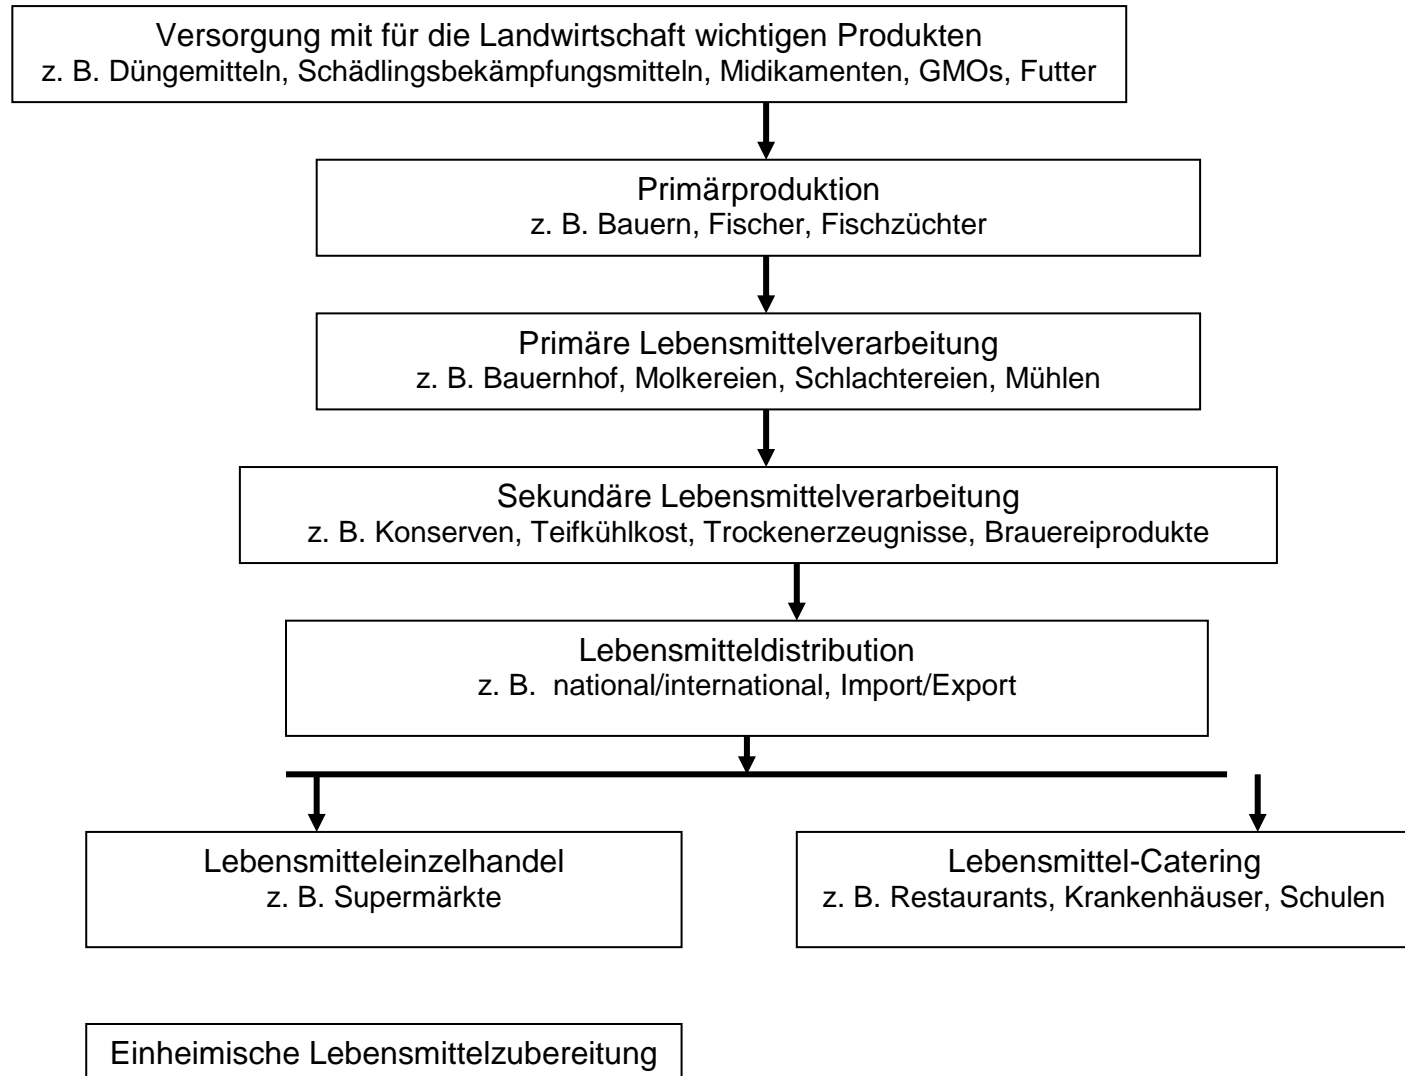 Versorgung mit für die Landwirtschaft wichtigen Produkten
z. B. Düngemitteln, Schädlingsbekämpfungsmitteln, Midikamenten, GMOs, Futter
Primärproduktion
z. B. Bauern, Fischer, Fischzüchter
Primäre Lebensmittelverarbeitung
z. B. Bauernhof, Molkereien, Schlachtereien, Mühlen
Sekundäre Lebensmittelverarbeitung
z. B. Konserven, Teifkühlkost, Trockenerzeugnisse, Brauereiprodukte
Lebensmitteldistribution
z. B.  national/international, Import/Export
Lebensmitteleinzelhandel
z. B. Supermärkte
Lebensmittel-Catering
z. B. Restaurants, Krankenhäuser, Schulen
Einheimische Lebensmittelzubereitung